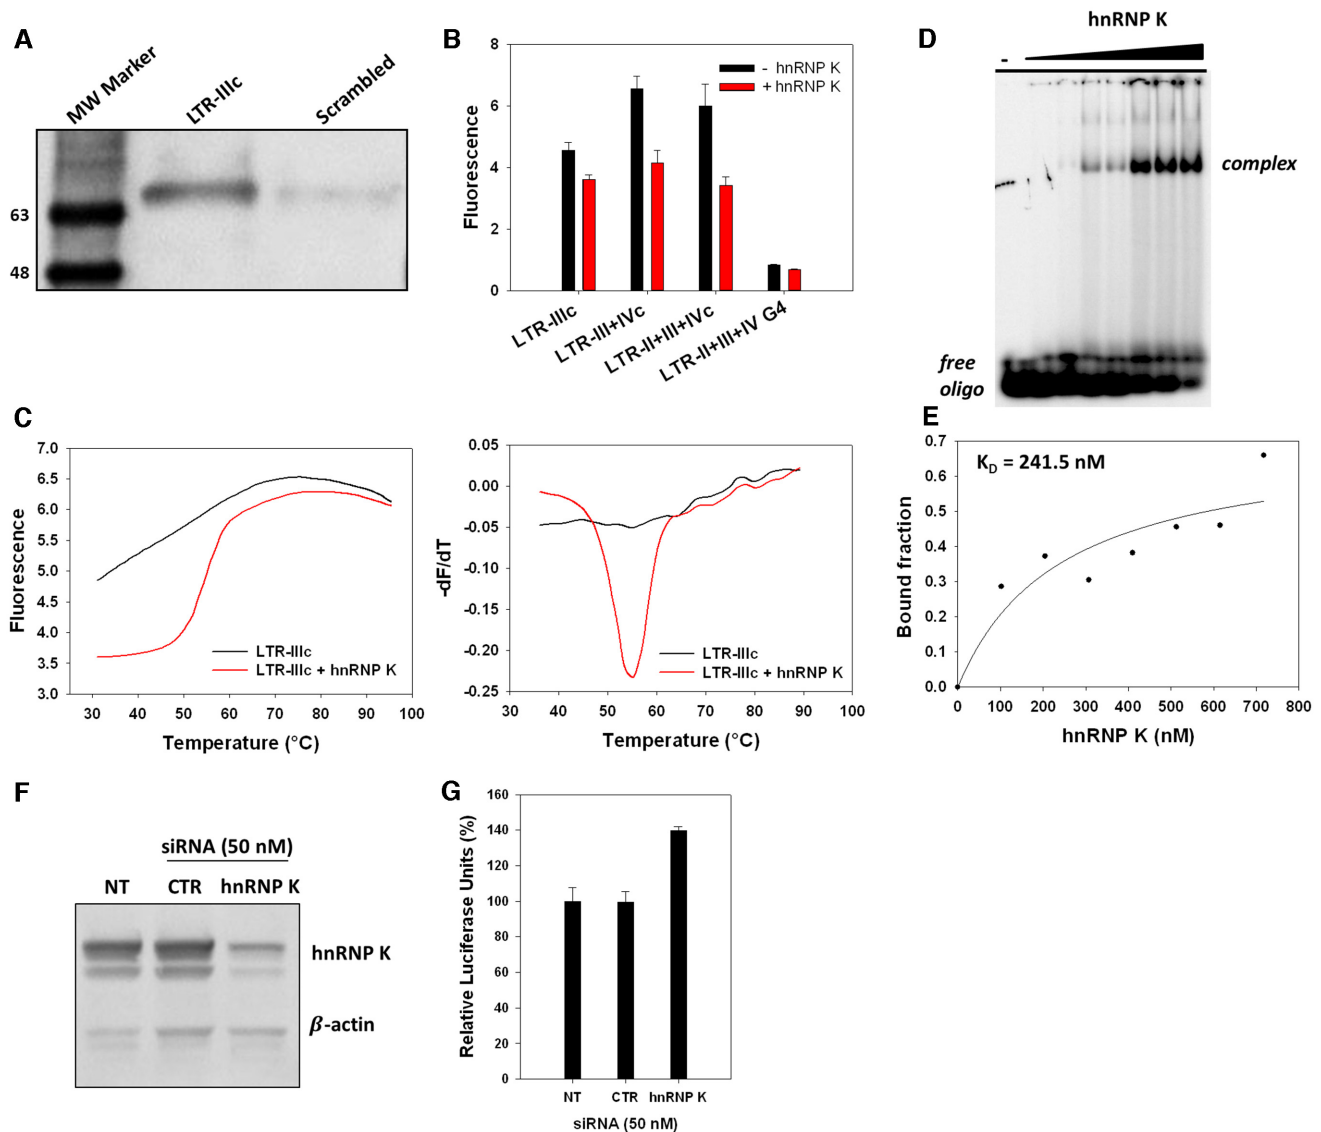 A
MW Marker
LTR-IIIc
Scrambled
63
48
B
8
6
4
2
0
Fluorescence
- hnRNP K
+ hnRNP K
LTR-IIIc
LTR-III+IVc
LTR-II+III+IVc
LTR-II+III+IV G4
D
hnRNP K
-
complex
free
oligo
C
7.0
6.5
6.0
5.5
5.0
4.5
4.0
3.5
3.0
Fluorescence
LTR-IIIc
LTR-IIIc + hnRNP K
30 40 50 60 70 80 90 100
Temperature (°C)
0.05
0.00
-0.05
-0.10
-0.15
-0.20
-0.25
-dF/dT
LTR-IIIc
LTR-IIIc + hnRNP K
30 40 50 60 70 80 90 100
Temperature (°C)
E
0.7
0.6
0.5
0.4
0.3
0.2
0.1
0.0
Bound fraction
KD = 241.5 nM
0 100 200 300 400 500 600 700 800
hnRNP K (nM)
F
siRNA (50 nM)
NT CTR hnRNP K
hnRNP K
β-actin
G
160
140
120
100
80
60
40
20
0
Relative Luciferase Units (%)
NT CTR hnRNP K
siRNA (50 nM)